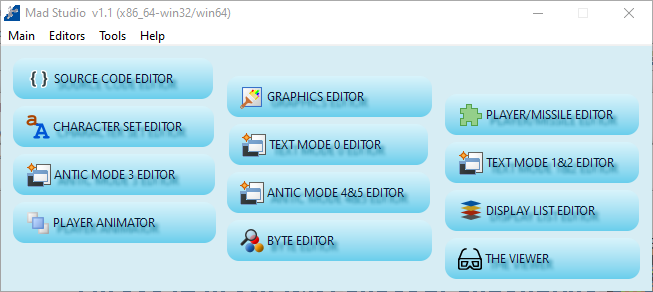 Mad Studio v1.1 (x86_64-win32/win64)
Main Editors Tools Help
SOURCE CODE EDITOR
CHARACTER SET EDITOR
ANTIC MODE 3 EDITOR
PLAYER ANIMATOR
GRAPHICS EDITOR
TEXT MODE 0 EDITOR
ANTIC MODE 4&5 EDITOR
BYTE EDITOR
PLAYER/MISSILE EDITOR
TEXT MODE 1&2 EDITOR
DISPLAY LIST EDITOR
THE VIEWER